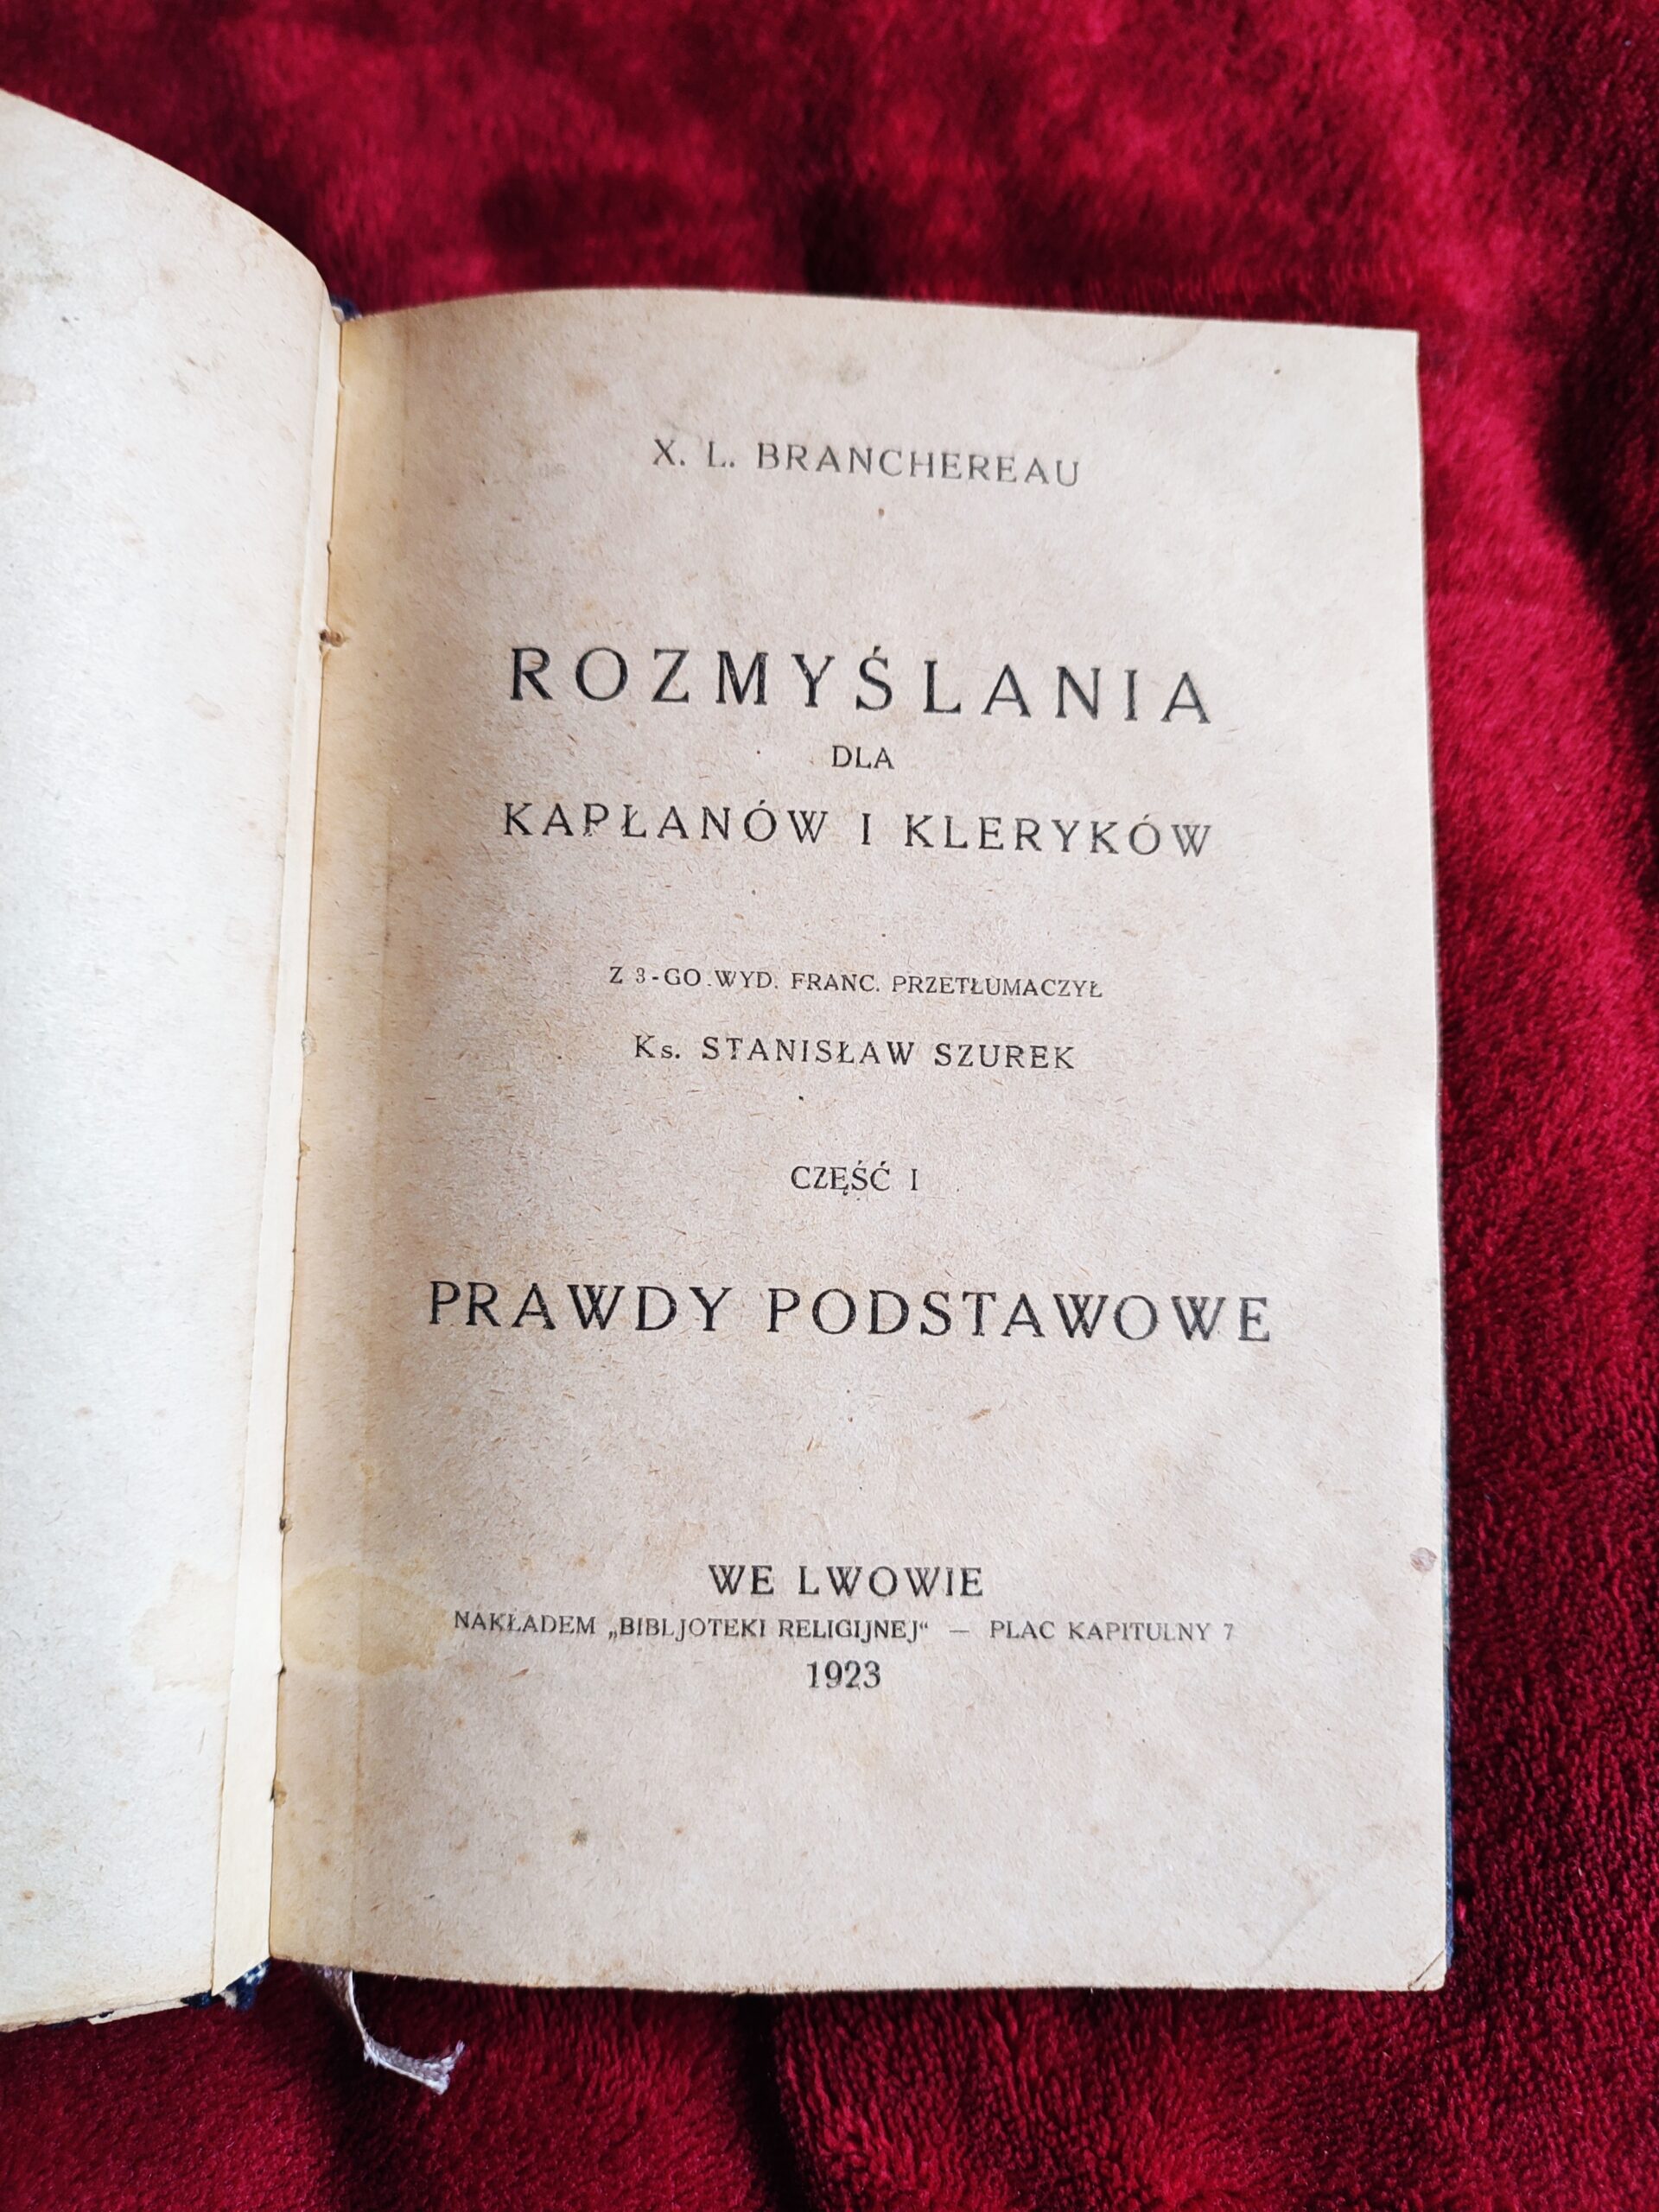 X. L. BRANCHEREAU
ROZMYŚLANIA
DLA
KAPŁANÓW I KLERYKÓW
Z 3-GO WYD. FRANC. PRZETŁUMACZYŁ
Ks. STANISŁAW SZUREK
CZĘŚĆ I
PRAWDY PODSTAWOWE
WE LWOWIE
NAKŁADEM „BIBLJOTEKI RELIGIJNEJ“ — PLAC KAPITULNY 7
1923